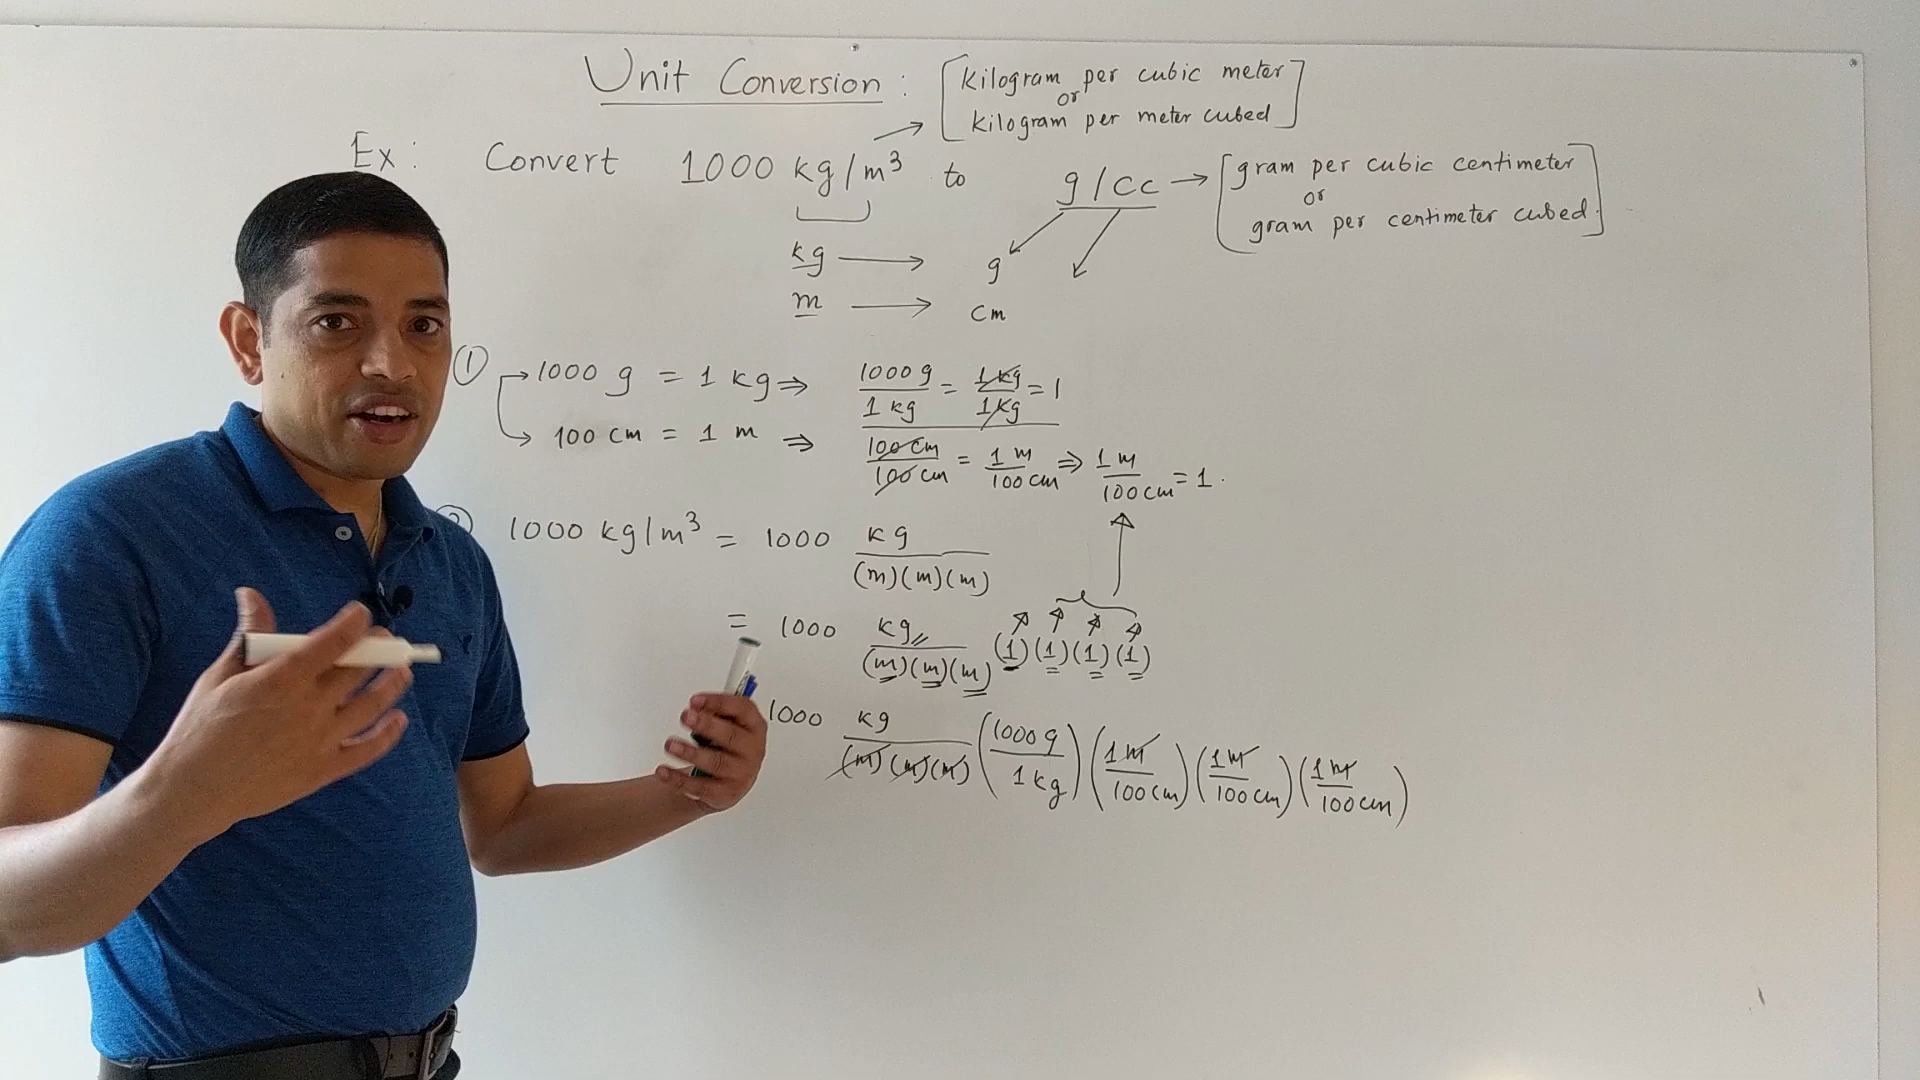 Unit Conversion : [kilogram per cubic meter
or
kilogram per meter cubed]
Ex: Convert 1000 kg/m³ to g/cc → [gram per cubic centimeter
or
gram per centimeter cubed.]
kg → g
m → cm
① 1000 g = 1 kg ⇒ 1000 g / 1 kg = 1 kg / 1 kg = 1
100 cm = 1 m ⇒ 100 cm / 100 cm = 1 m / 100 cm ⇒ 1 m / 100 cm = 1.
1000 kg/m³ = 1000 kg / (m)(m)(m)
= 1000 kg / (m)(m)(m) (1)(1)(1)(1)
1000 kg / (m)(m)(m) (1000 g / 1 kg) (1 m / 100 cm) (1 m / 100 cm) (1 m / 100 cm)